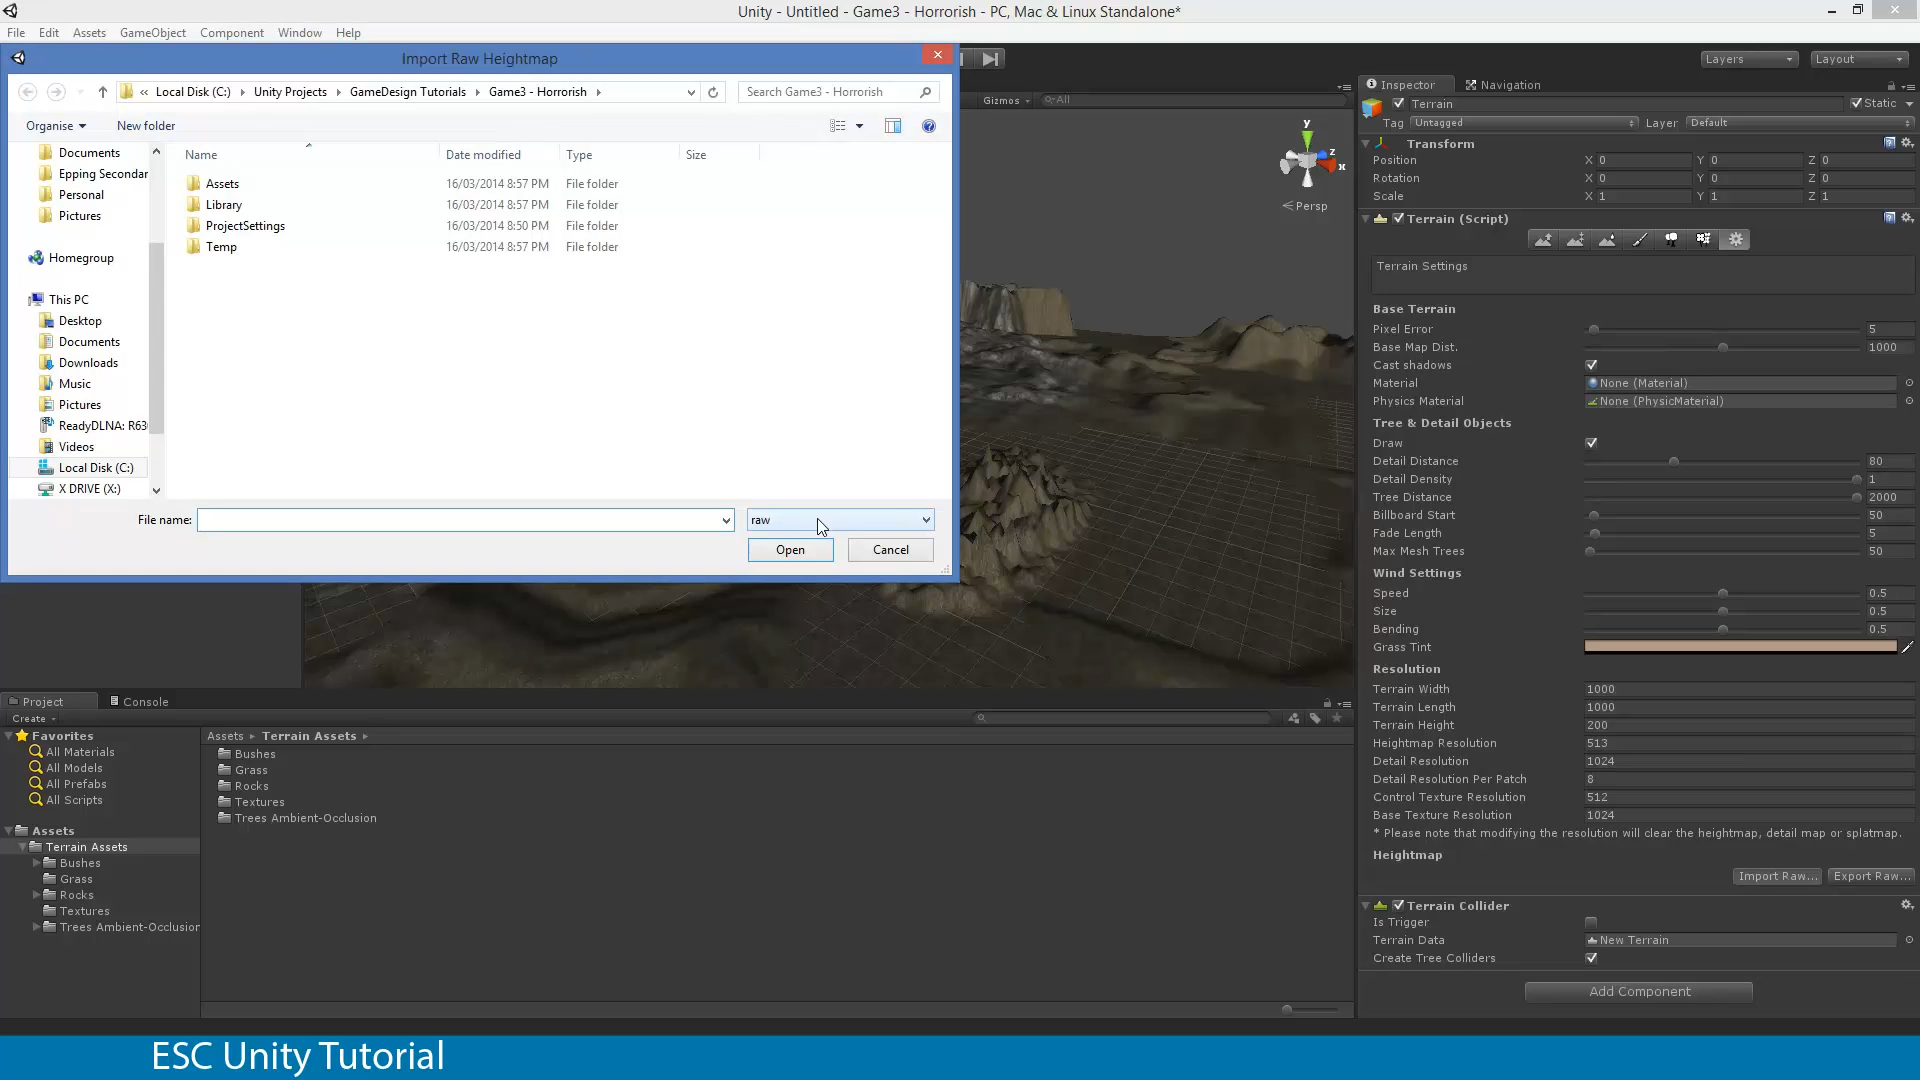 Unity - Untitled - Game3 - Horrorish - PC, Mac & Linux Standalone*
File Edit Assets GameObject Component Window Help
Import Raw Heightmap
Layers
Layout
Local Disk (C:) Unity Projects GameDesign Tutorials Game3 - Horrorish
Search Game3 - Horrorish
Organise New folder
Name Date modified Type Size
Assets 16/03/2014 8:57 PM File folder
Library 16/03/2014 8:57 PM File folder
ProjectSettings 16/03/2014 8:50 PM File folder
Temp 16/03/2014 8:57 PM File folder
Documents
Epping Secondar
Personal
Pictures
Homegroup
This PC
Desktop
Documents
Downloads
Music
Pictures
ReadyDLNA: R63
Videos
Local Disk (C:)
X DRIVE (X:)
File name:
raw
Open Cancel
Gizmos
All
y
z
x
Persp
Inspector Navigation
Terrain Static
Tag Untagged Layer Default
Transform
Position X 0 Y 0 Z 0
Rotation X 0 Y 0 Z 0
Scale X 1 Y 1 Z 1
Terrain (Script)
Terrain Settings
Base Terrain
Pixel Error 5
Base Map Dist. 1000
Cast shadows
Material None (Material)
Physics Material None (PhysicMaterial)
Tree & Detail Objects
Draw
Detail Distance 80
Detail Density 1
Tree Distance 2000
Billboard Start 50
Fade Length 5
Max Mesh Trees 50
Wind Settings
Speed 0.5
Size 0.5
Bending 0.5
Grass Tint
Resolution
Terrain Width 1000
Terrain Length 1000
Terrain Height 200
Heightmap Resolution 513
Detail Resolution 1024
Detail Resolution Per Patch 8
Control Texture Resolution 512
Base Texture Resolution 1024
* Please note that modifying the resolution will clear the heightmap, detail map or splatmap.
Heightmap
Import Raw... Export Raw...
Terrain Collider
Is Trigger
Terrain Data New Terrain
Create Tree Colliders
Add Component
Project Console
Create
Favorites
All Materials
All Models
All Prefabs
All Scripts
Assets
Terrain Assets
Bushes
Grass
Rocks
Textures
Trees Ambient-Occlusion
Assets Terrain Assets
Bushes
Grass
Rocks
Textures
Trees Ambient-Occlusion
ESC Unity Tutorial